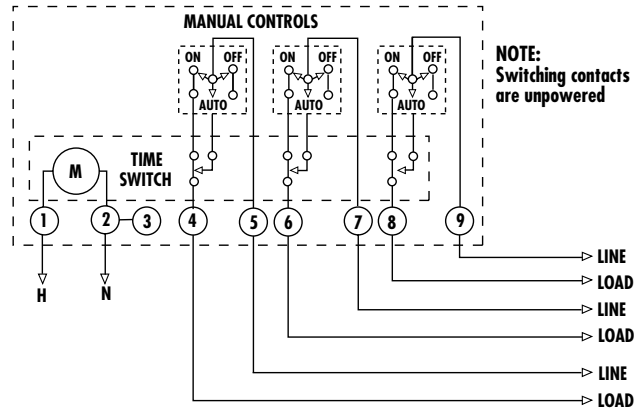 MANUAL CONTROLS
ON OFF ON OFF ON OFF
AUTO AUTO AUTO
NOTE:
Switching contacts
are unpowered
M
TIME
SWITCH
1 2 3 4 5 6 7 8 9
H N
LINE
LOAD
LINE
LOAD
LINE
LOAD